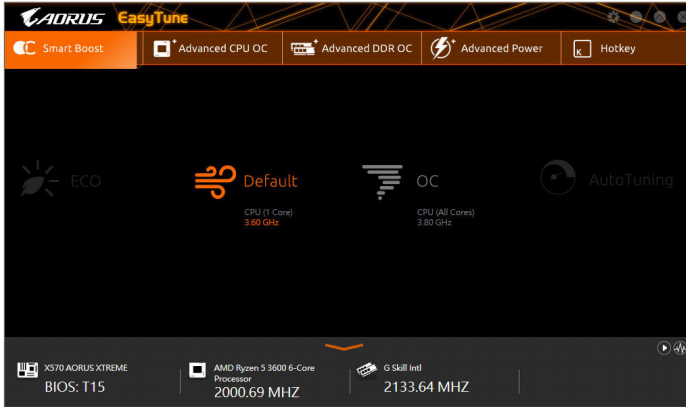 AORUS EasyTune
Smart Boost
Advanced CPU OC
Advanced DDR OC
Advanced Power
K
Hotkey
ECO
Default
CPU (1 Core)
3.60 GHz
OC
CPU (All Cores)
3.80 GHz
AutoTuning
X570 AORUS XTREME
BIOS: T15
AMD Ryzen 5 3600 6-Core
Processor
2000.69 MHZ
G Skill Intl
2133.64 MHZ